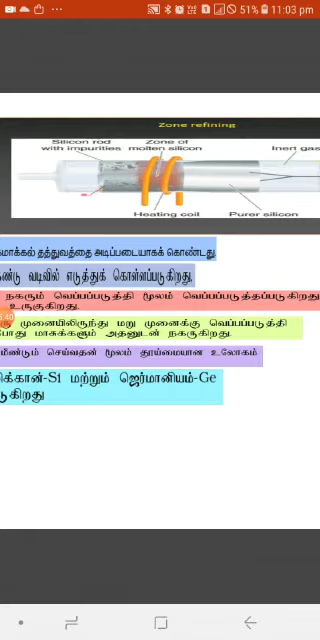 51% 11:03 pm
Zone refining
Silicon rod with impurities
Zone of molten silicon
Inert gas
Heating coil
Purer silicon
தத்துவத்தை அடிப்படையாகக் கொண்டது
வடிவில் எடுத்துக் கொள்ளப்படுகிறது.
நகரும் வெப்பப்படுத்தி மூலம் வெப்பப்படுத்தப்படுகிறது
உருகுகிறது.
முனையிலிருந்து மறு முனைக்கு வெப்பப்படுத்தி
மாசுக்களும் அதனுடன் நகருகிறது.
செய்வதன் மூலம் தூய்மையான உலோகம்
-Si மற்றும் ஜெர்மானியம்-Ge